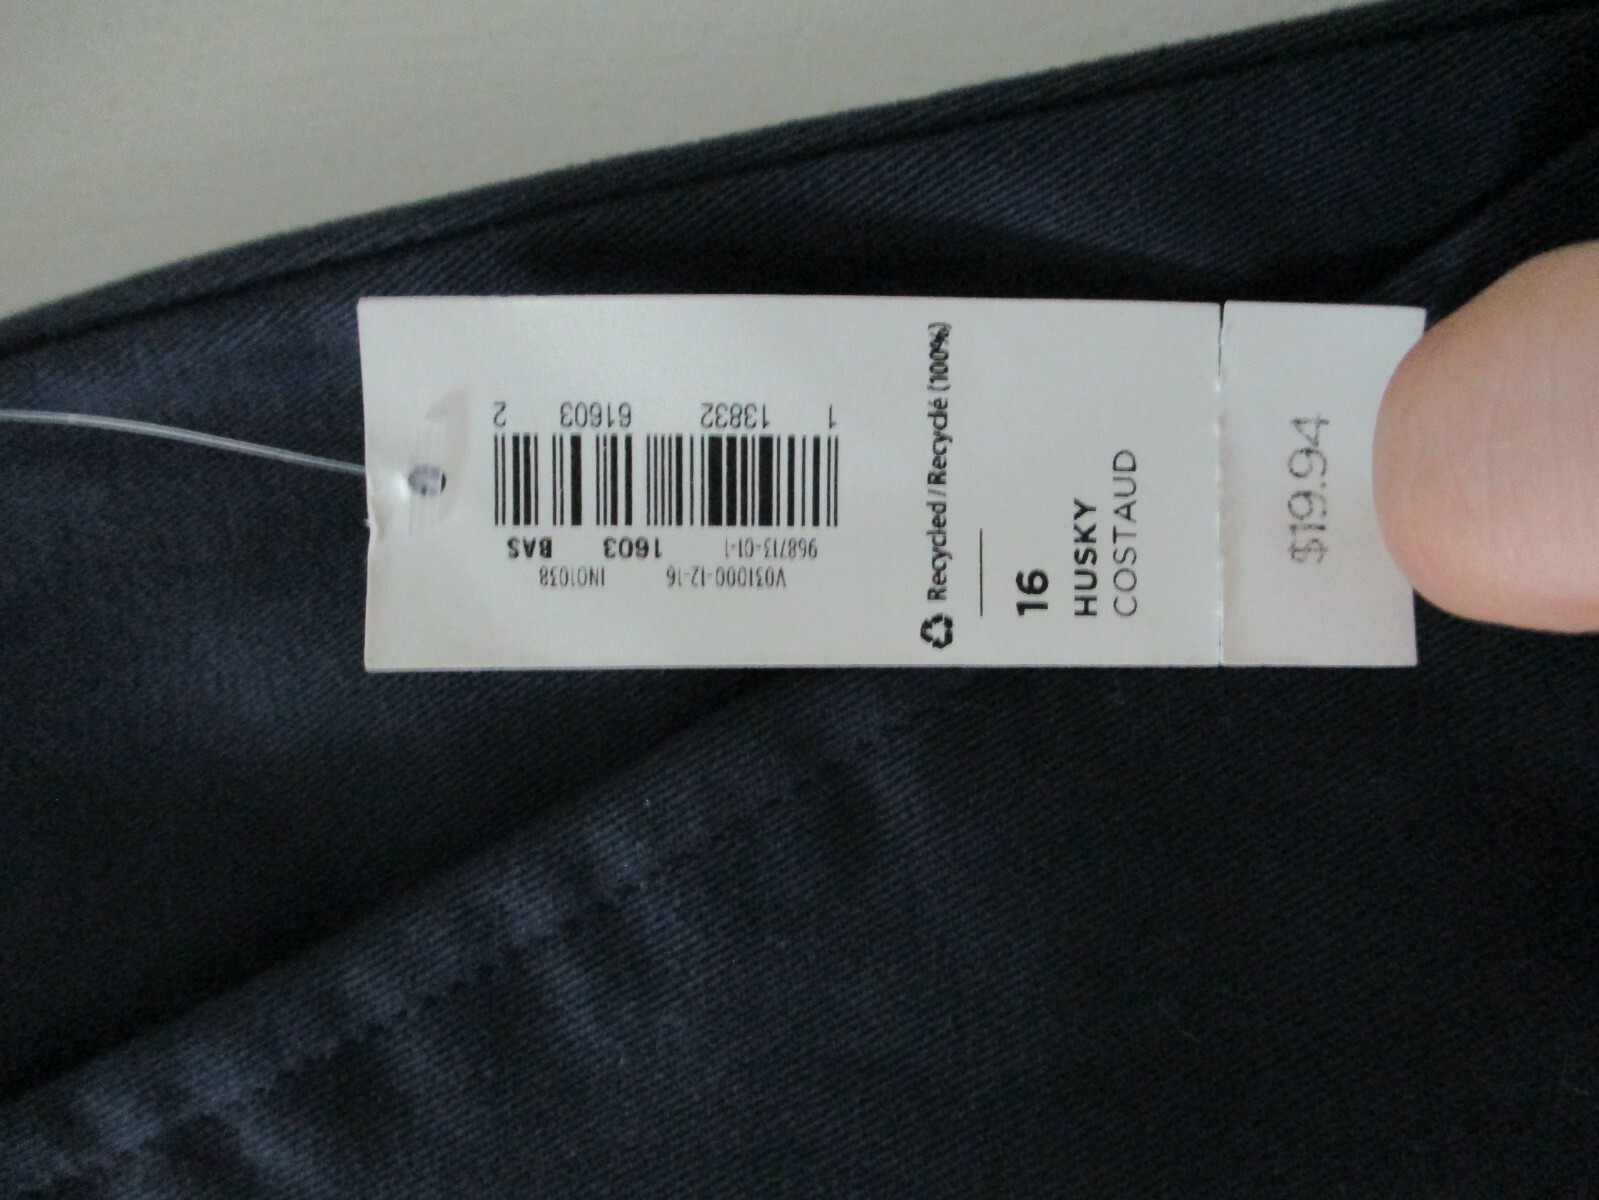 V031000-12-16 IN01038
968713-01-1 1603 BAS
1 13832 61603 2
Recycled / Recyclé (100%)
16
HUSKY
COSTAUD
$19.94